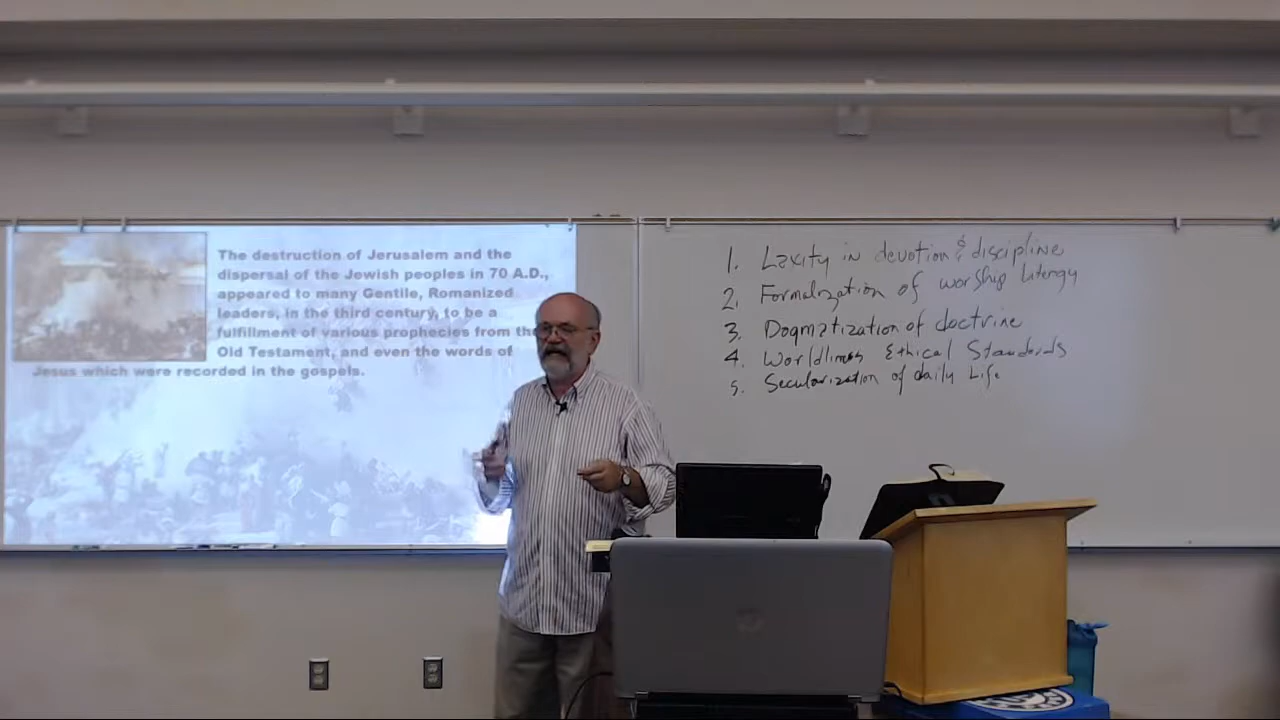 The destruction of Jerusalem and the
dispersal of the Jewish peoples in 70 A.D.,
appeared to many Gentile, Romanized
leaders, in the third century, to be a
fulfillment of various prophecies from the
Old Testament, and even the words of
Jesus which were recorded in the gospels.
1. Laxity in devotion & discipline
2. Formalization of worship Litergy
3. Dogmatization of doctrine
4. Worldliness Ethical Standards
5. Secularization of daily Life